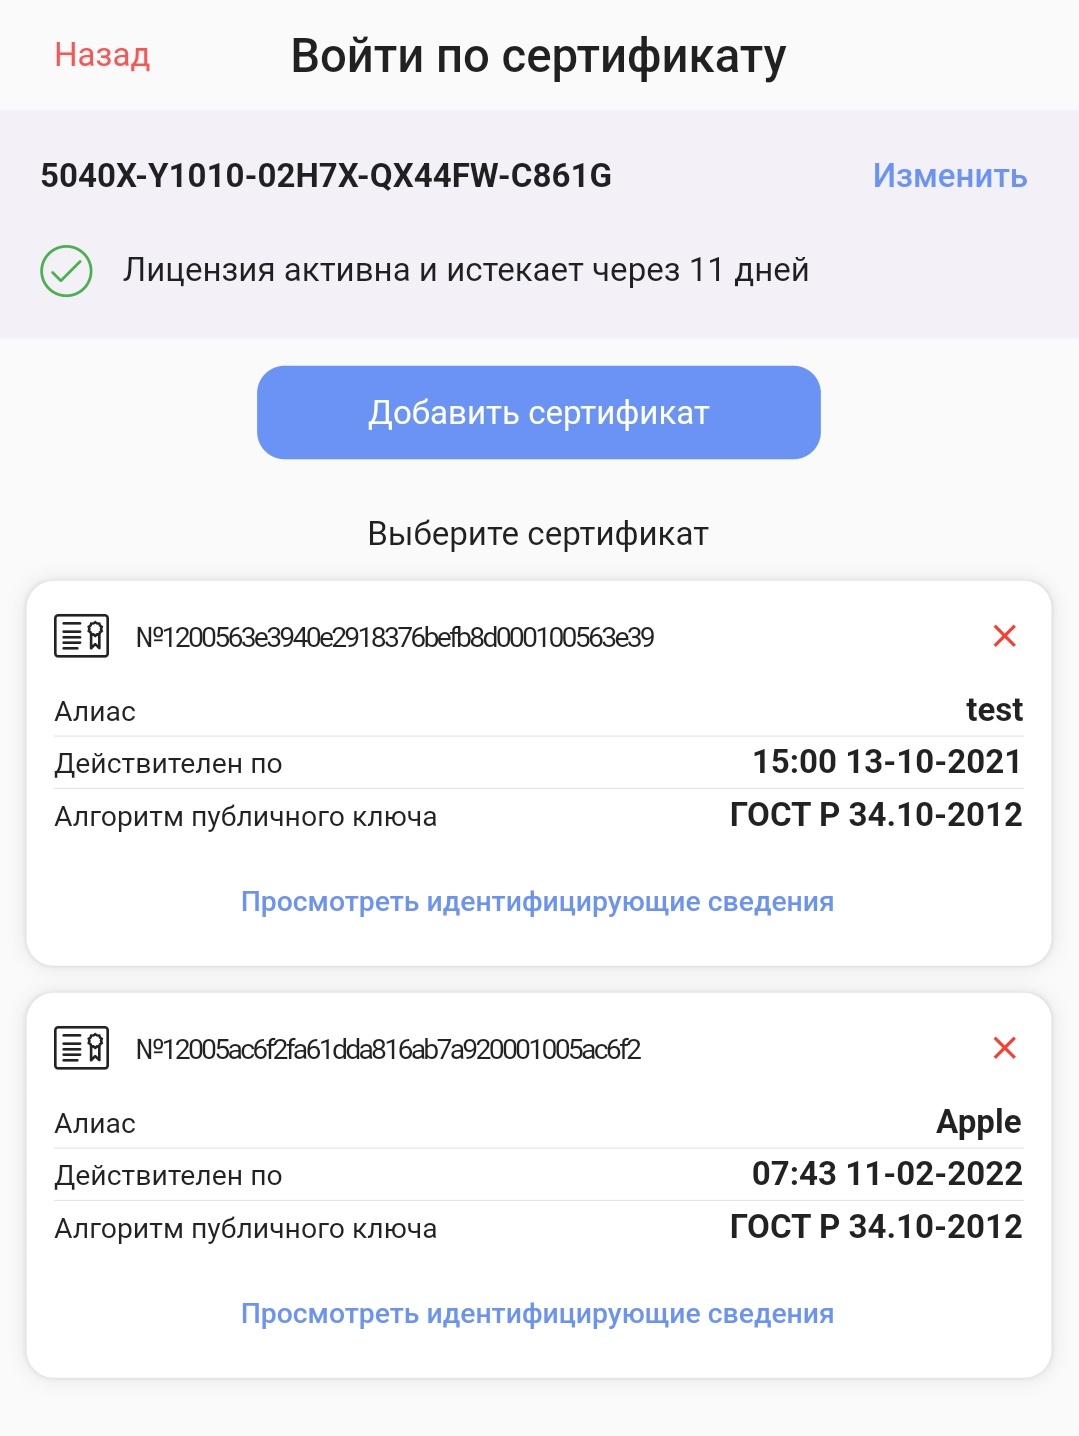 Назад
Войти по сертификату
5040X-Y1010-02H7X-QX44FW-C861G
Изменить
Лицензия активна и истекает через 11 дней
Добавить сертификат
Выберите сертификат
№1200563e3940e2918376befb8d000100563e39
Алиас
test
Действителен по
15:00 13-10-2021
Алгоритм публичного ключа
ГОСТ Р 34.10-2012
Просмотреть идентифицирующие сведения
№12005ac6f2fa61dda816ab7a920001005ac6f2
Алиас
Apple
Действителен по
07:43 11-02-2022
Алгоритм публичного ключа
ГОСТ Р 34.10-2012
Просмотреть идентифицирующие сведения